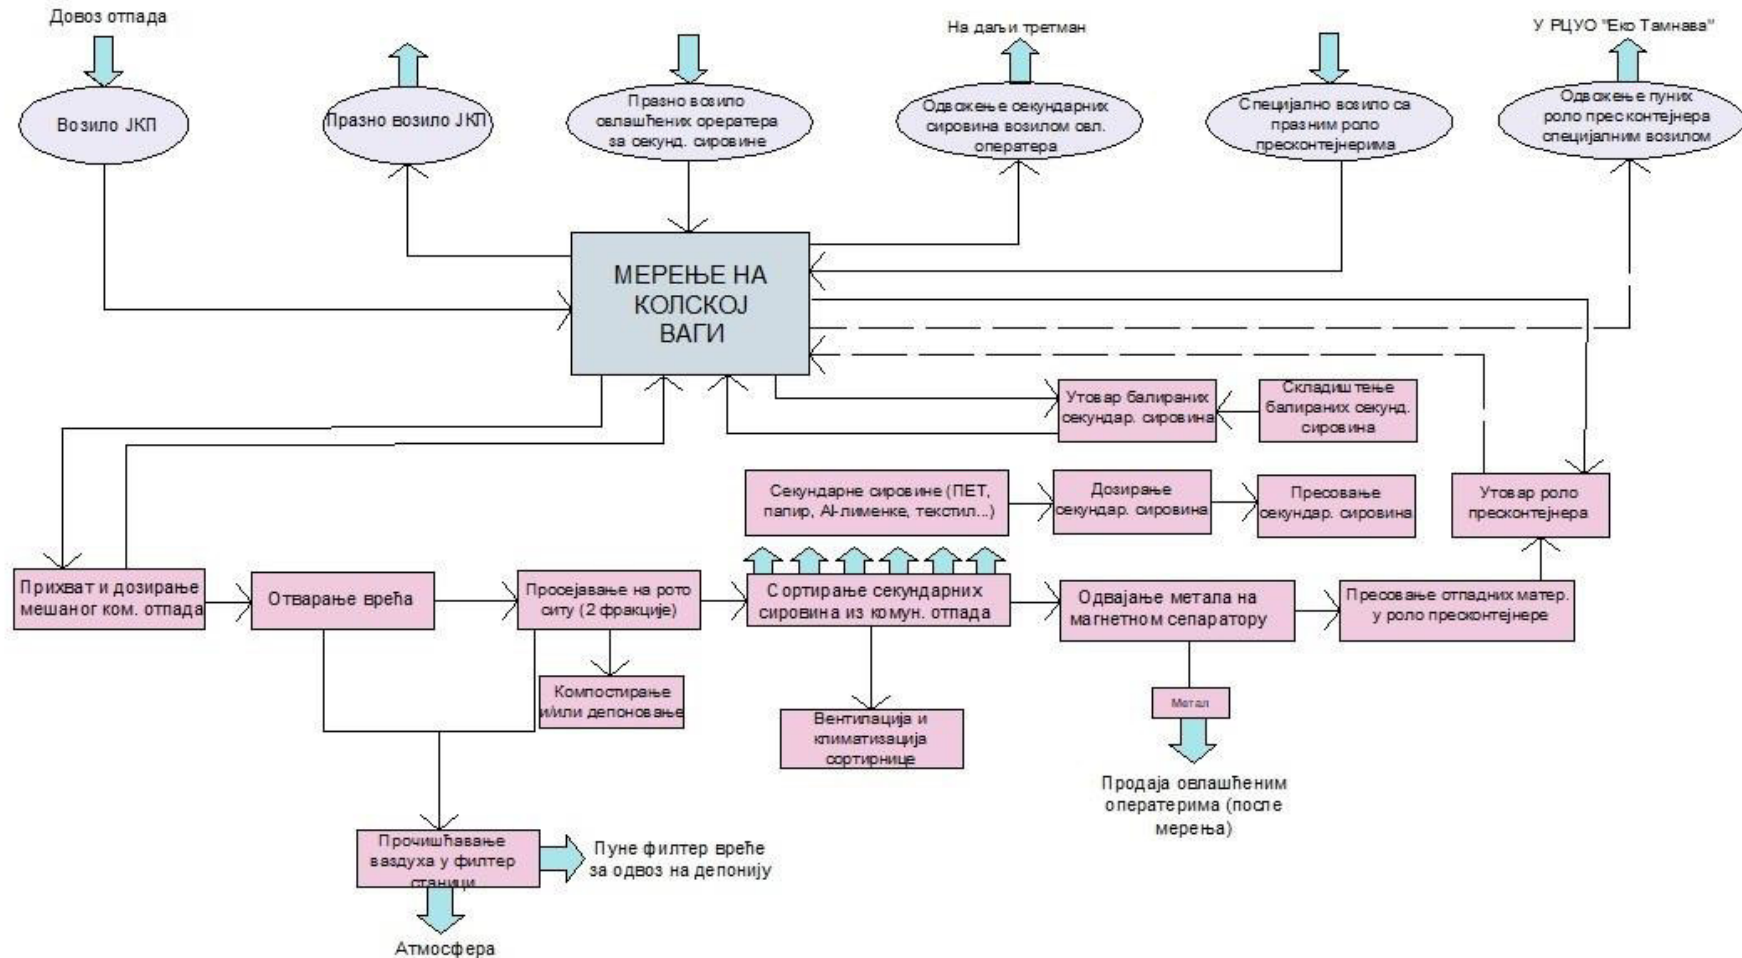 Довоз отпада
На даљи третман
У РЦУО "Еко Тамнава"
Возило ЈКП
Празно возило ЈКП
Празно возило
овлашћених оређатера
за секунд. сировине
Одвожење секундарних
сировина возилом овл.
оператера
Специјално возило са
празним роло
пресконтејнерима
Одвожење пуних
роло прес контејнера
специјалним возилом
МЕРЕЊЕ НА
КОЛСКОЈ
ВАГИ
Утовар балираних
секундар. сировина
Складиштење
балираних секунд.
сировина
Секундарне сировине (ПЕТ,
папир, Al-лименке, текстил...)
Дозирање
секундар. сировина
Пресовање
секундар. сировина
Утовар роло
пресконтејнера
Прихват и дозирање
мешаног ком. отпада
Отварање врећа
Просејавање на рото
ситу (2 фракције)
Сортирање секундарних
сировина из комун. отпада
Одвајање метала на
магнетном сепаратору
Пресовање отпадних матер.
у роло пресконтејнере
Компостирање
и/или депоновање
Вентилација и
климатизација
сортирнице
Метал
Продаја овлашћеним
оператерима (после
мерења)
Прочишћавање
ваздуха у филтер
станици
Пуне филтер вреће
за одвоз на депонију
Атмосфера